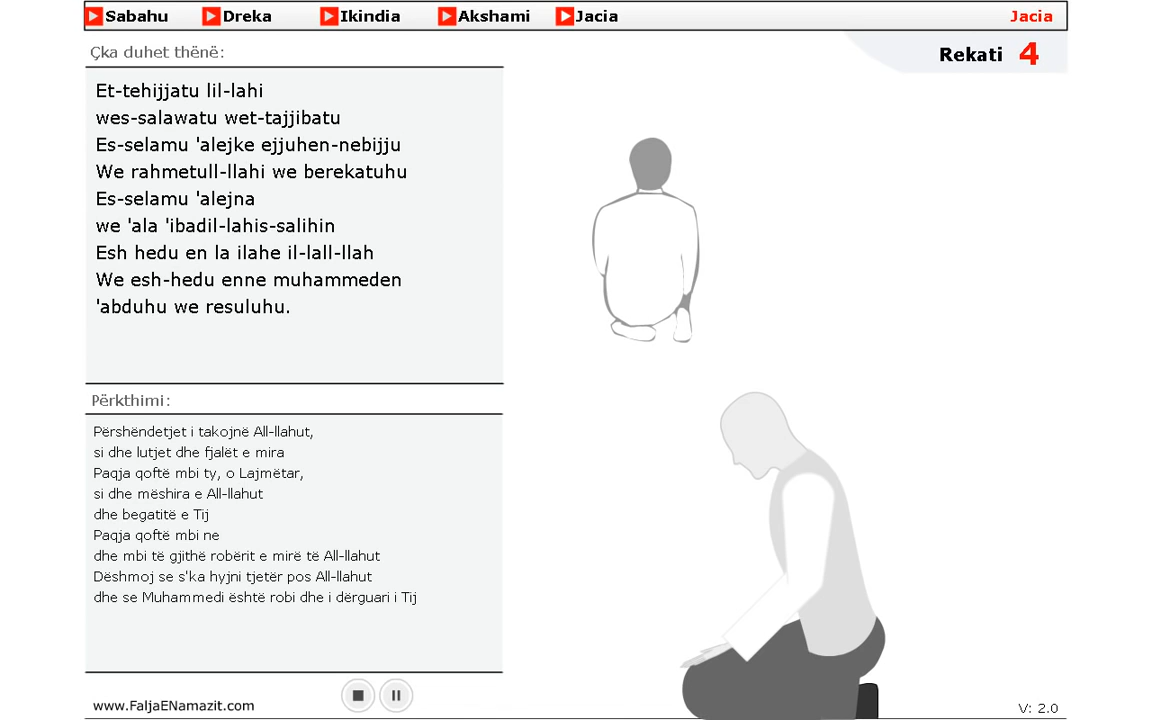 Sabahu Dreka Ikindia Akshami Jacia Jacia
Çka duhet thënë:
Rekati 4
Et-tehijjatu lil-lahi
wes-salawatu wet-tajjibatu
Es-selamu 'alejke ejjuhen-nebijju
We rahmetull-llahi we berekatuhu
Es-selamu 'alejna
we 'ala 'ibadil-lahis-salihin
Esh hedu en la ilahe il-lall-llah
We esh-hedu enne muhammeden
'abduhu we resuluhu.
Përkthimi:
Përshëndetjet i takojnë All-llahut,
si dhe lutjet dhe fjalët e mira
Paqja qoftë mbi ty, o Lajmëtar,
si dhe mëshira e All-llahut
dhe begatitë e Tij
Paqja qoftë mbi ne
dhe mbi të gjithë robërit e mirë të All-llahut
Dëshmoj se s'ka hyjni tjetër pos All-llahut
dhe se Muhammedi është robi dhe i dërguari i Tij
www.FaljaENamazit.com
V: 2.0